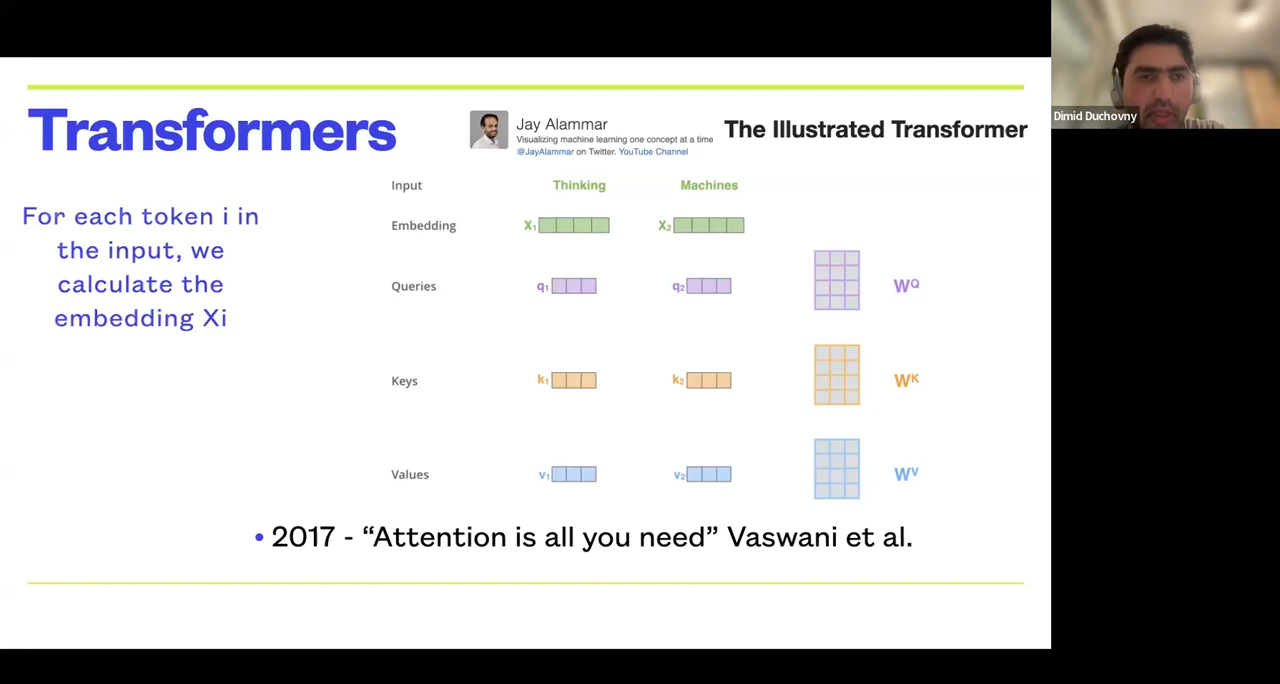 Transformers
Jay Alammar
Visualizing machine learning one concept at a time
@JayAlammar on Twitter. YouTube Channel
The Illustrated Transformer
For each token i in
the input, we
calculate the
embedding Xi
Input Thinking Machines
Embedding X1 X2
Queries q1 q2 WQ
Keys k1 k2 WK
Values v1 v2 WV
• 2017 - “Attention is all you need” Vaswani et al.
Dimid Duchovny